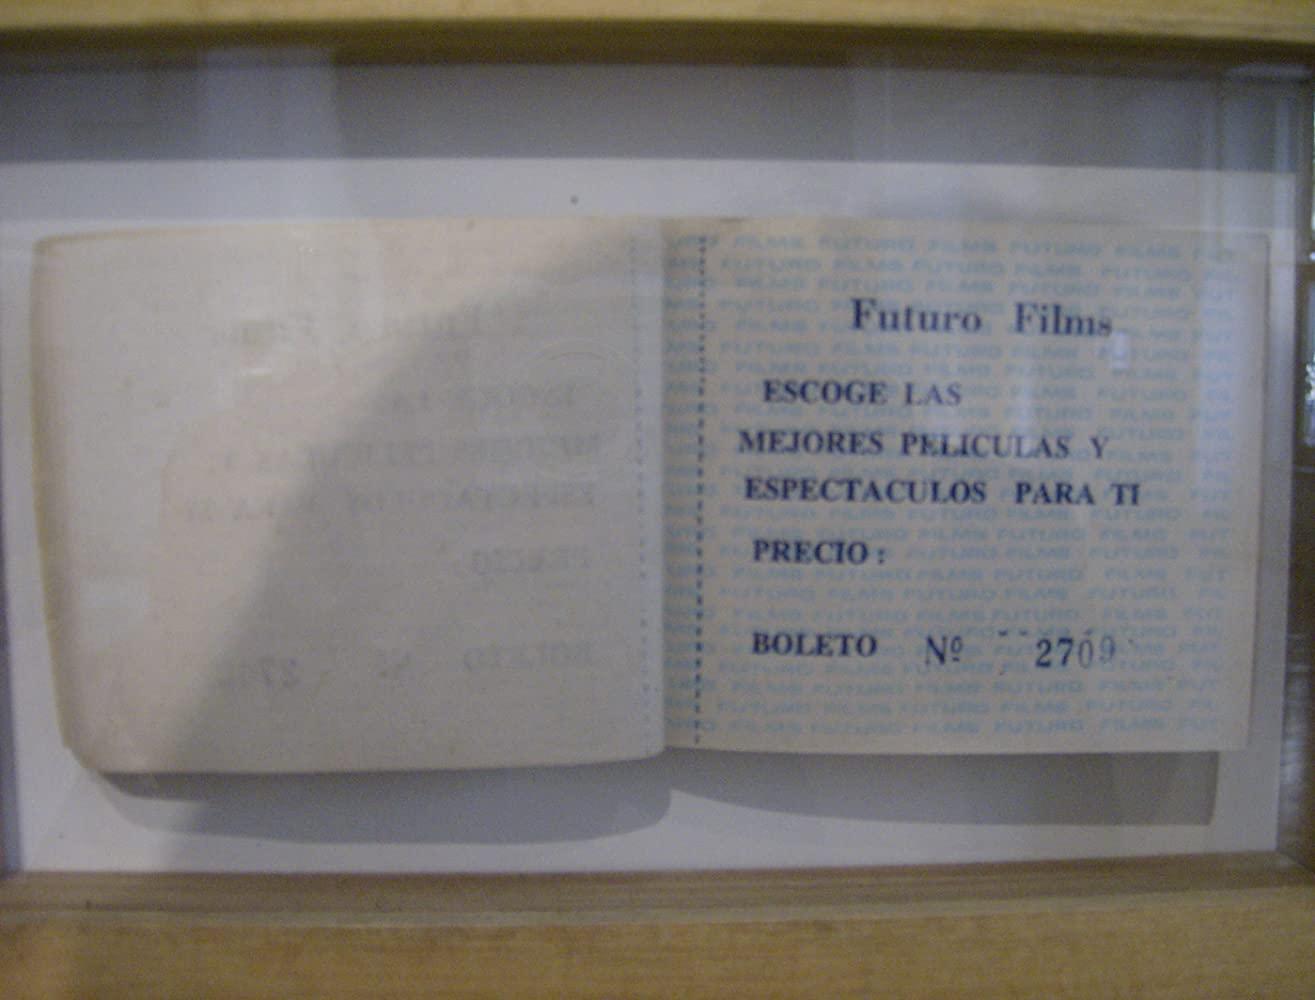 Futuro Films
ESCOGE LAS
MEJORES PELICULAS Y
ESPECTACULOS PARA TI
PRECIO:
BOLETO Nº 2709